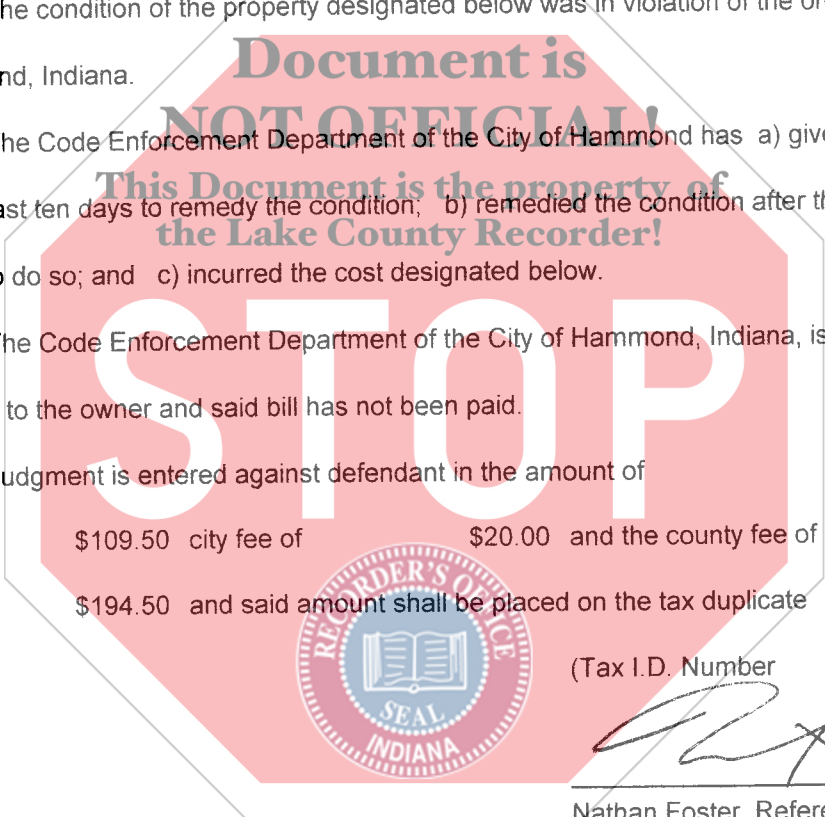 he condition of the property designated below was in violation of the or
Document is
nd, Indiana.
NOT OFFICIAL!
he Code Enforcement Department of the City of Hammond has a) give
This Document is the property of
ast ten days to remedy the condition; b) remedied the condition after th
the Lake County Recorder!
o do so; and c) incurred the cost designated below.
he Code Enforcement Department of the City of Hammond, Indiana, is
STOP
to the owner and said bill has not been paid.
udgment is entered against defendant in the amount of
$109.50 city fee of $20.00 and the county fee of
$194.50 and said amount shall be placed on the tax duplicate
RECORDER'S OFFICE
(Tax I.D. Number
SEAL
INDIANA
Nathan Foster, Refere